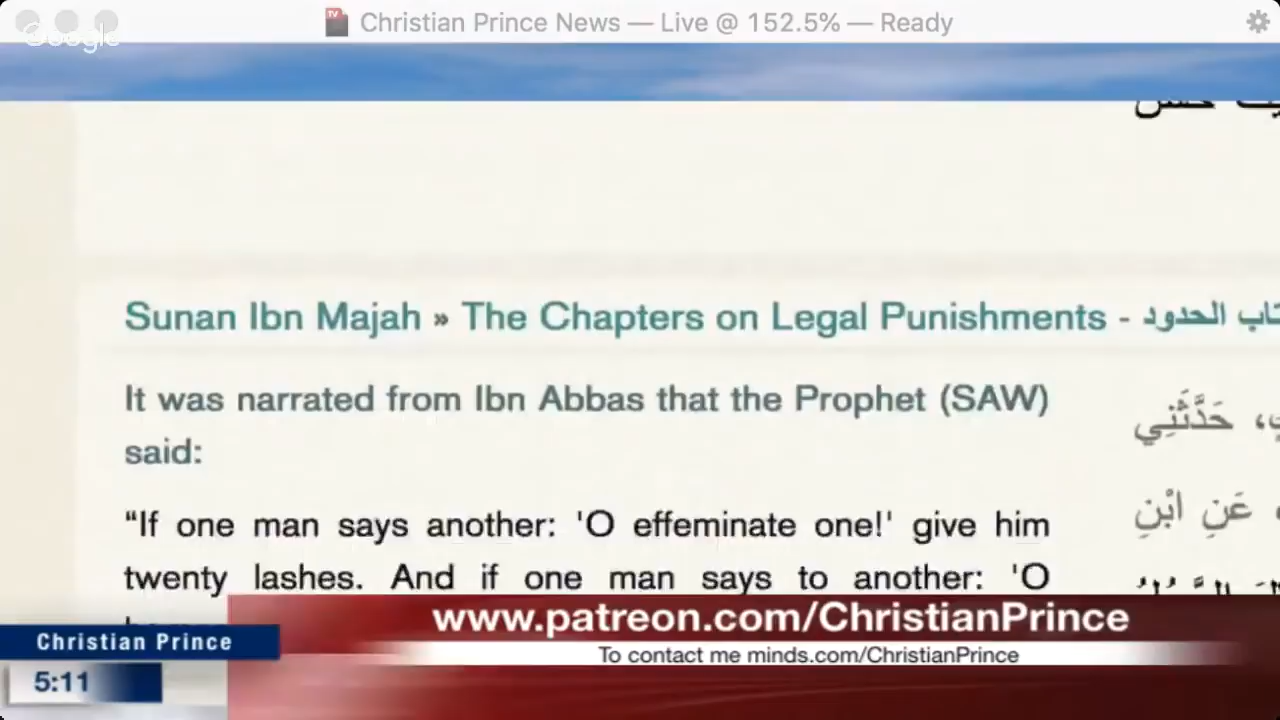 Christian Prince News — Live @ 152.5% — Ready
Google
Sunan Ibn Majah » The Chapters on Legal Punishments - كتاب الحدود
It was narrated from Ibn Abbas that the Prophet (SAW)
said:
حَدَّثَنِي
“If one man says another: 'O effeminate one!' give him
عَنِ ابْنِ
twenty lashes. And if one man says to another: 'O
www.patreon.com/ChristianPrince
Christian Prince
To contact me minds.com/ChristianPrince
5:11